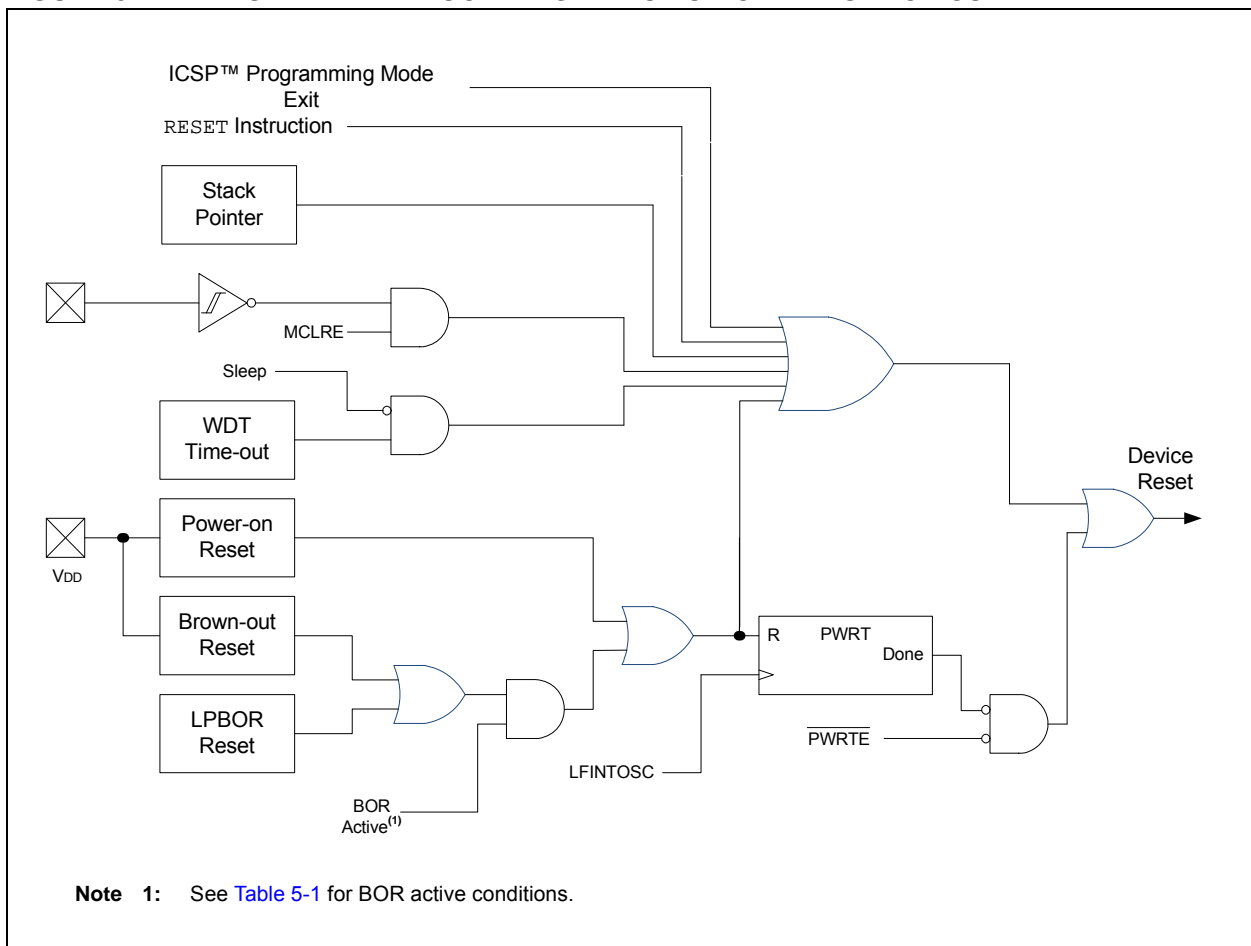 ICSP™ Programming Mode
Exit
RESET Instruction
Stack
Pointer
MCLRE
Sleep
WDT
Time-out
Device
Reset
Power-on
Reset
VDD
Brown-out
Reset
R PWRT
Done
LPBOR
Reset
PWRTE
LFINTOSC
BOR
Active(1)
Note 1: See Table 5-1 for BOR active conditions.